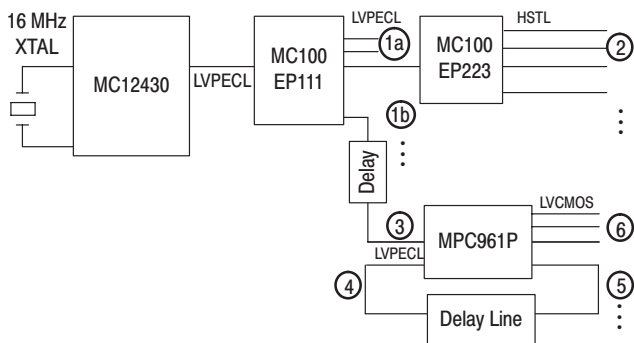 16 MHz
XTAL
MC12430
LVPECL
MC100
EP111
LVPECL
1a
1b
MC100
EP223
HSTL
2
Delay
3
LVPECL
MPC961P
LVCMOS
6
4
5
Delay Line